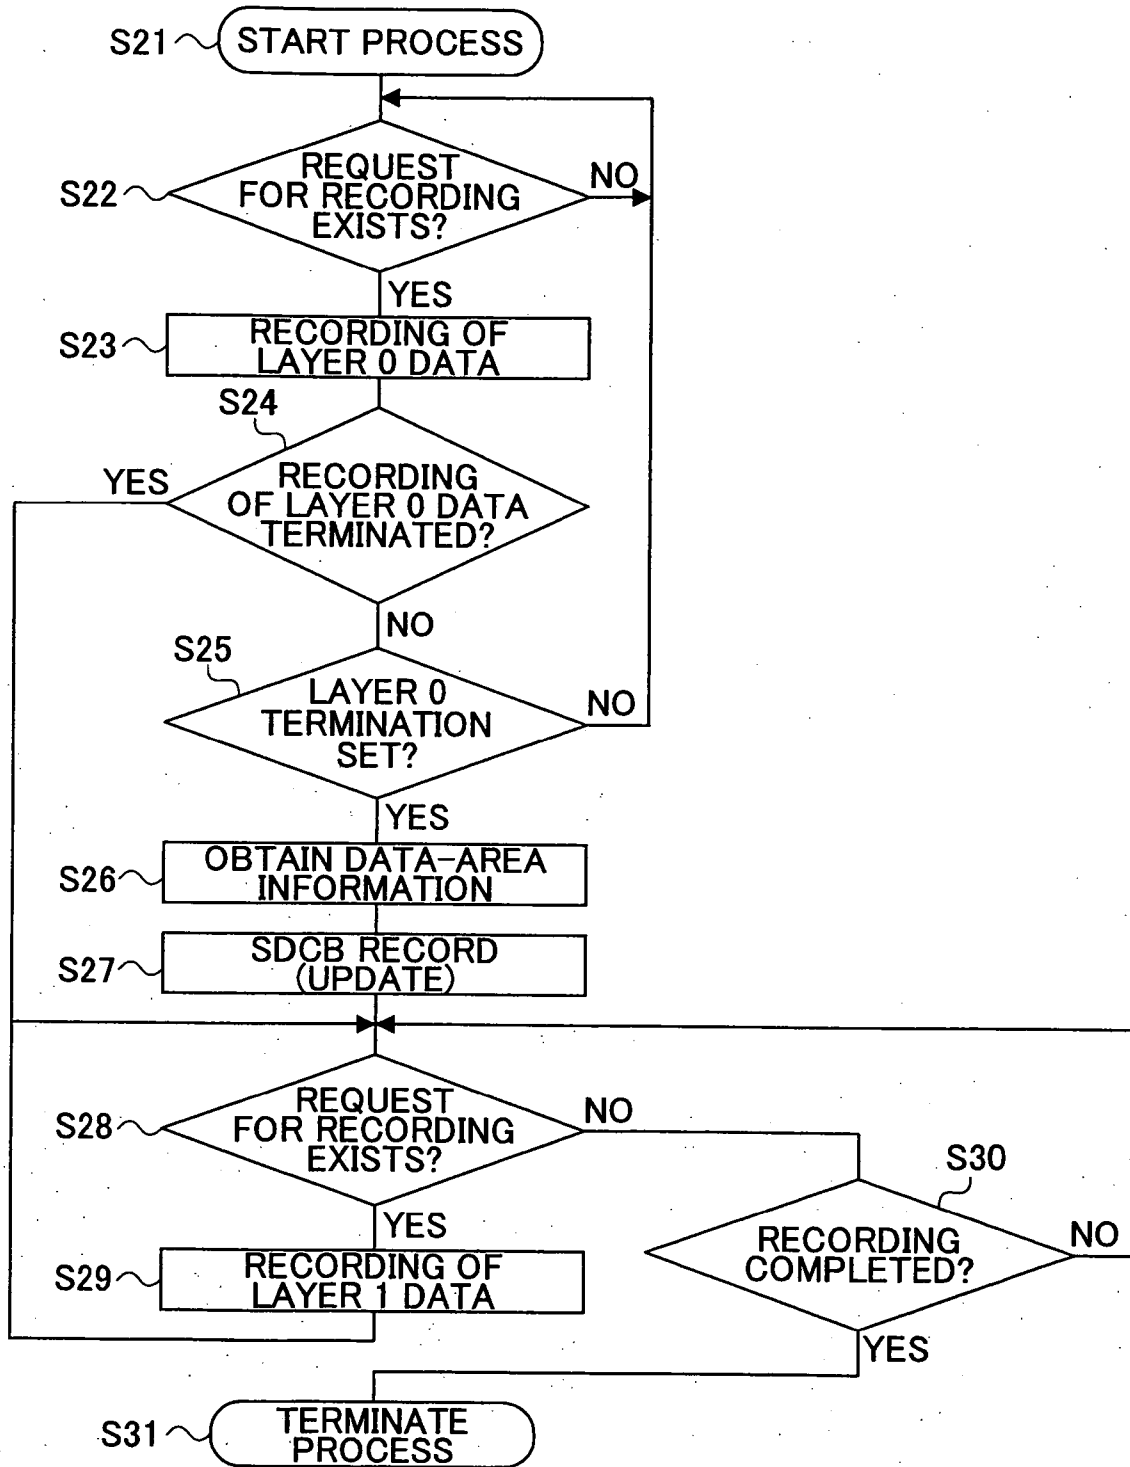 S21
START PROCESS
S22
REQUEST
FOR RECORDING
EXISTS?
NO
YES
S23
RECORDING OF
LAYER 0 DATA
S24
YES
RECORDING
OF LAYER 0 DATA
TERMINATED?
NO
S25
LAYER 0
TERMINATION
SET?
NO
YES
S26
OBTAIN DATA-AREA
INFORMATION
S27
SDCB RECORD
(UPDATE)
S28
REQUEST
FOR RECORDING
EXISTS?
NO
YES
S29
RECORDING OF
LAYER 1 DATA
S30
RECORDING
COMPLETED?
NO
YES
S31
TERMINATE
PROCESS